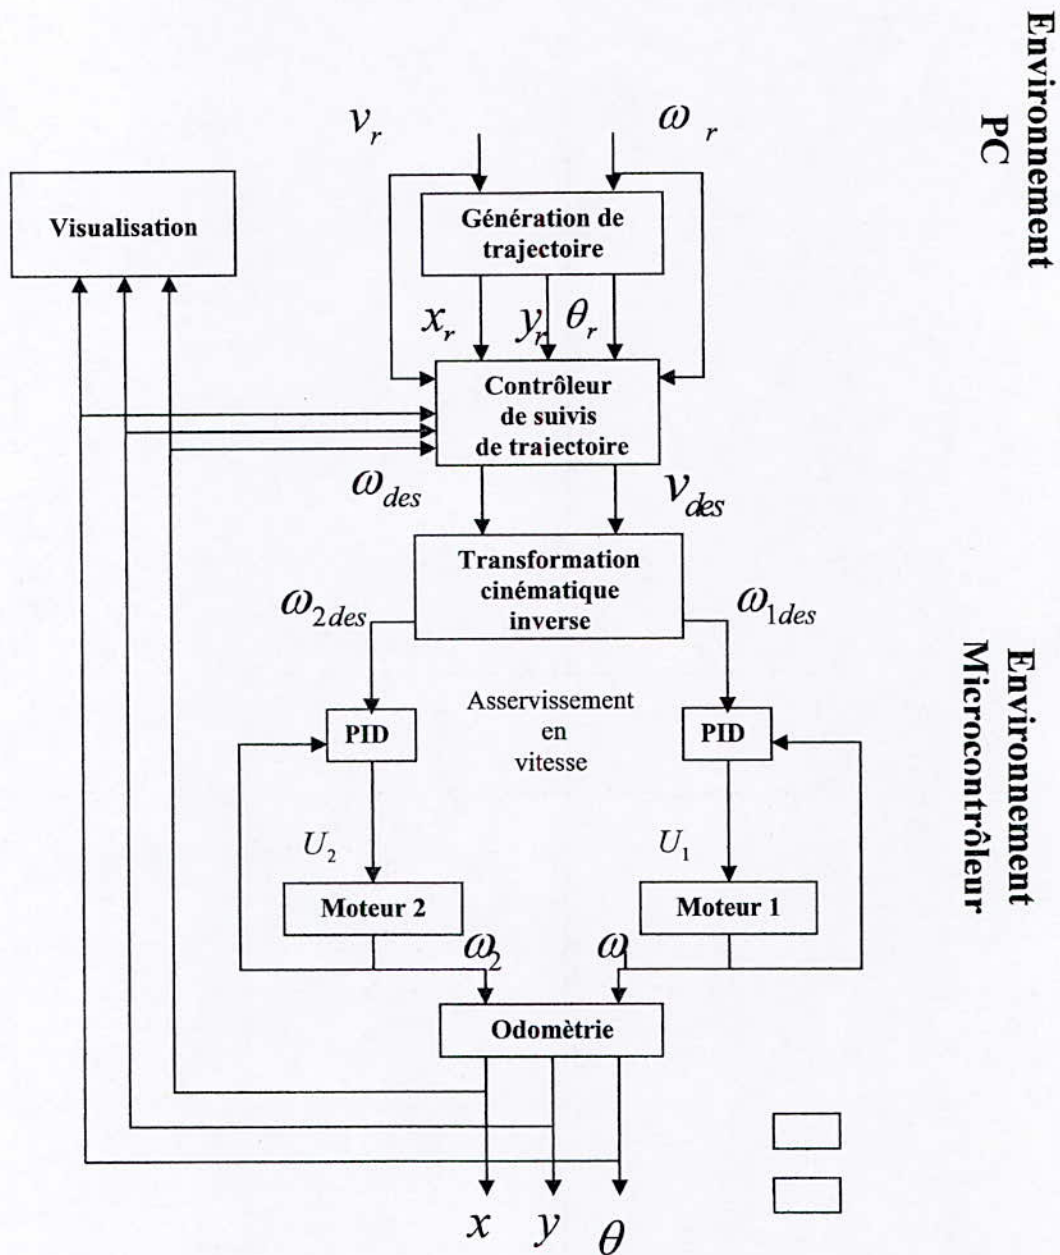 Environnement
PC
v_r
ω_r
Visualisation
Génération de
trajectoire
x_r
y_r
θ_r
Contrôleur
de suivis
de trajectoire
ω_des
v_des
Transformation
cinématique
inverse
ω_2des
ω_1des
Asservissement
en
vitesse
PID
PID
Environnement
Microcontrôleur
U_2
U_1
Moteur 2
Moteur 1
ω_2
ω
Odomètrie
x
y
θ